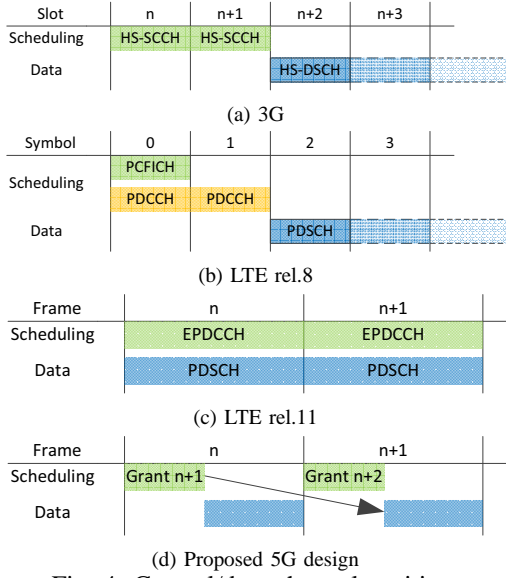 Slot n n+1 n+2 n+3
Scheduling HS-SCCH HS-SCCH
Data HS-DSCH
(a) 3G
Symbol 0 1 2 3
PCFICH
Scheduling
PDCCH PDCCH
Data PDSCH
(b) LTE rel.8
Frame n n+1
Scheduling EPDCCH EPDCCH
Data PDSCH PDSCH
(c) LTE rel.11
Frame n n+1
Scheduling Grant n+1 Grant n+2
Data
(d) Proposed 5G design